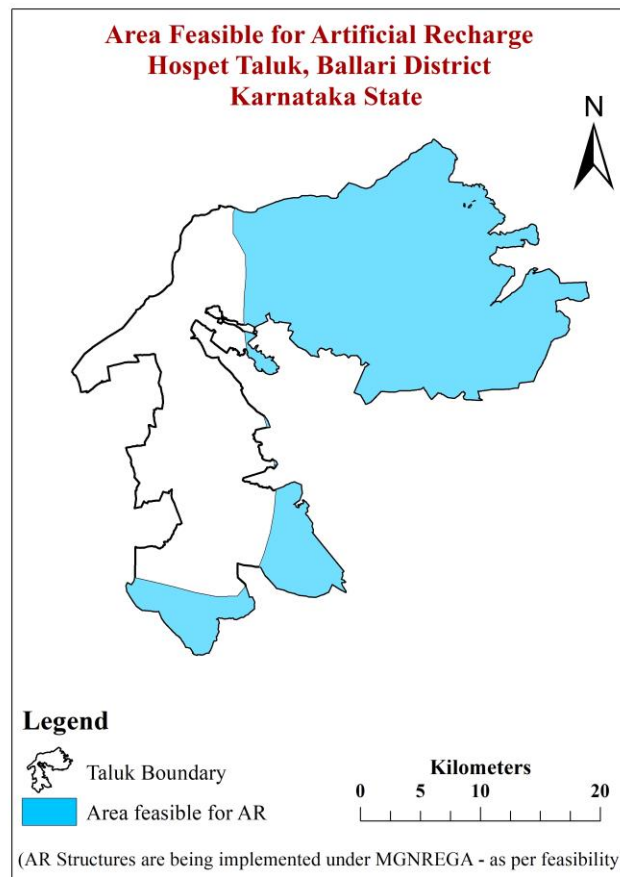 Area Feasible for Artificial Recharge
Hospet Taluk, Ballari District
Karnataka State
N
Legend
Taluk Boundary
Area feasible for AR
Kilometers
0 5 10 20
(AR Structures are being implemented under MGNREGA - as per feasibility